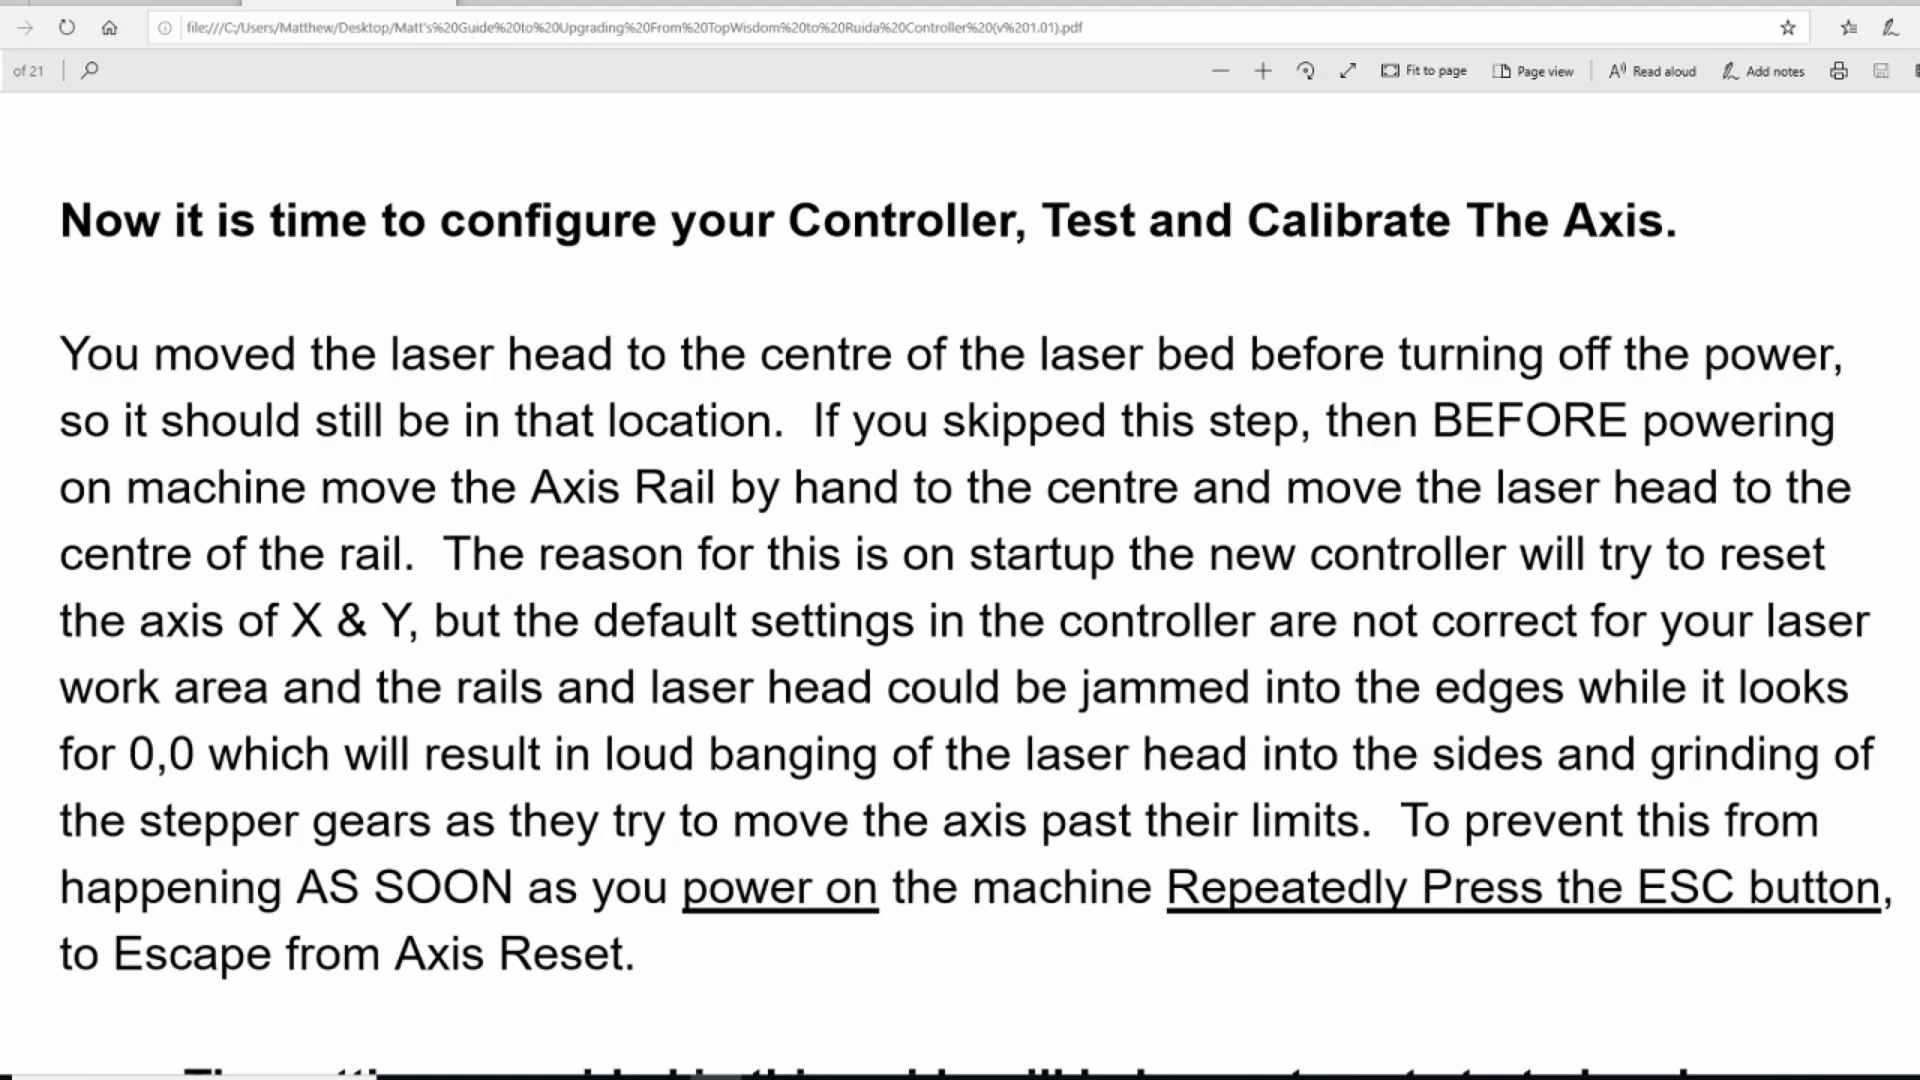 file:///C:/Users/Matthew/Desktop/Matt's%20Guide%20to%20Upgrading%20From%20TopWisdom%20to%20Ruida%20Controller%20(v%201.01).pdf
of 21 Fit to page Page view Read aloud Add notes
Now it is time to configure your Controller, Test and Calibrate The Axis.
You moved the laser head to the centre of the laser bed before turning off the power,
so it should still be in that location.  If you skipped this step, then BEFORE powering
on machine move the Axis Rail by hand to the centre and move the laser head to the
centre of the rail.  The reason for this is on startup the new controller will try to reset
the axis of X & Y, but the default settings in the controller are not correct for your laser
work area and the rails and laser head could be jammed into the edges while it looks
for 0,0 which will result in loud banging of the laser head into the sides and grinding of
the stepper gears as they try to move the axis past their limits.  To prevent this from
happening AS SOON as you power on the machine Repeatedly Press the ESC button,
to Escape from Axis Reset.